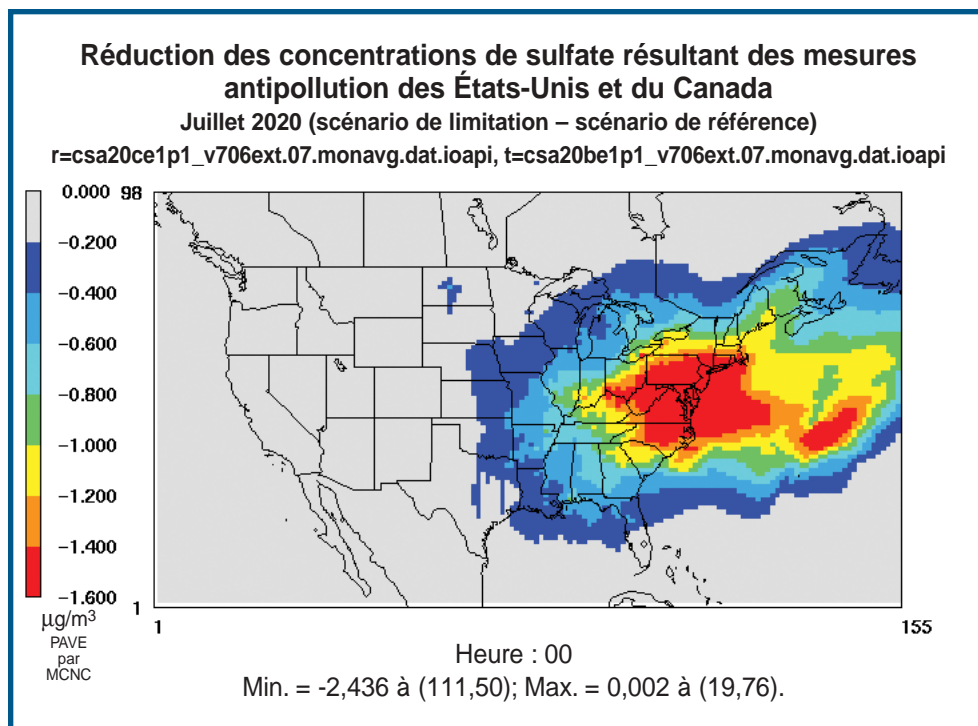 Réduction des concentrations de sulfate résultant des mesures
antipollution des États-Unis et du Canada
Juillet 2020 (scénario de limitation – scénario de référence)
r=csa20ce1p1_v706ext.07.monavg.dat.ioapi, t=csa20be1p1_v706ext.07.monavg.dat.ioapi
0.000
98
−0.200
−0.400
−0.600
−0.800
−1.000
−1.200
−1.400
−1.600
1
µg/m³
1
155
PAVE
par
MCNC
Heure : 00
Min. = -2,436 à (111,50); Max. = 0,002 à (19,76).